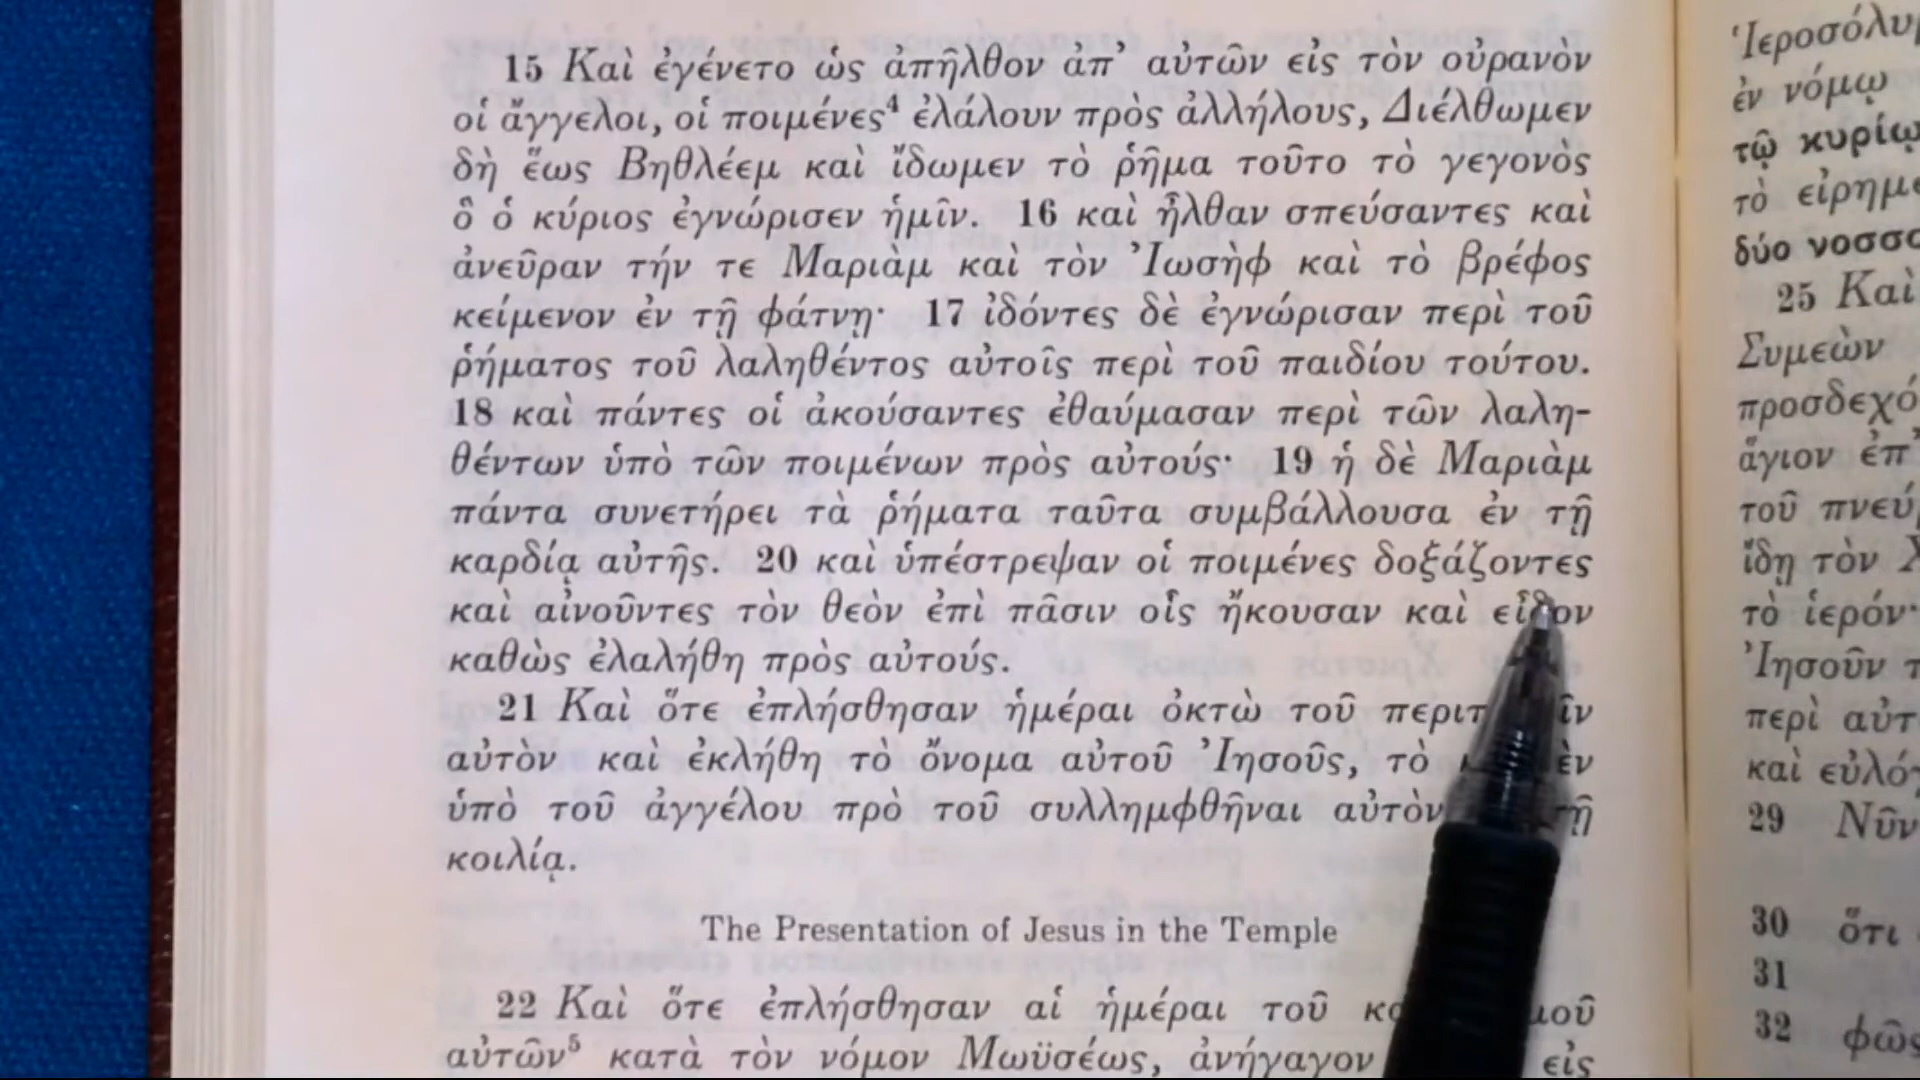 15 Καὶ ἐγένετο ὡς ἀπῆλθον ἀπ’ αὐτῶν εἰς τὸν οὐρανὸν
οἱ ἄγγελοι, οἱ ποιμένες⁴ ἐλάλουν πρὸς ἀλλήλους, Διέλθωμεν
δὴ ἕως Βηθλέεμ καὶ ἴδωμεν τὸ ῥῆμα τοῦτο τὸ γεγονὸς
ὃ ὁ κύριος ἐγνώρισεν ἡμῖν. 16 καὶ ἦλθαν σπεύσαντες καὶ
ἀνεῦραν τήν τε Μαριὰμ καὶ τὸν Ἰωσὴφ καὶ τὸ βρέφος
κείμενον ἐν τῇ φάτνῃ· 17 ἰδόντες δὲ ἐγνώρισαν περὶ τοῦ
ῥήματος τοῦ λαληθέντος αὐτοῖς περὶ τοῦ παιδίου τούτου.
18 καὶ πάντες οἱ ἀκούσαντες ἐθαύμασαν περὶ τῶν λαλη-
θέντων ὑπὸ τῶν ποιμένων πρὸς αὐτούς· 19 ἡ δὲ Μαριὰμ
πάντα συνετήρει τὰ ῥήματα ταῦτα συμβάλλουσα ἐν τῇ
καρδίᾳ αὐτῆς. 20 καὶ ὑπέστρεψαν οἱ ποιμένες δοξάζοντες
καὶ αἰνοῦντες τὸν θεὸν ἐπὶ πᾶσιν οἷς ἤκουσαν καὶ εἶδον
καθὼς ἐλαλήθη πρὸς αὐτούς.
21 Καὶ ὅτε ἐπλήσθησαν ἡμέραι ὀκτὼ τοῦ
αὐτὸν καὶ ἐκλήθη τὸ ὄνομα αὐτοῦ Ἰησοῦς, τὸ
ὑπὸ τοῦ ἀγγέλου πρὸ τοῦ συλλημφθῆναι αὐτὸν τῇ
κοιλίᾳ.
The Presentation of Jesus in the Temple
22 Καὶ ὅτε ἐπλήσθησαν αἱ ἡμέραι τοῦ
αὐτῶν⁵ κατὰ τὸν νόμον Μωϋσέως, ἀνήγαγον εἰς
ἐν νόμῳ
τῷ κυρίῳ
τὸ
δύο
25 Καὶ
Συμεὼν
ἅγιον ἐπ’
τοῦ
ἴδῃ τὸν
τὸ ἱερόν·
Ἰησοῦν
περὶ
καὶ
29 Νῦν
30 ὅτι
31
32 φῶς